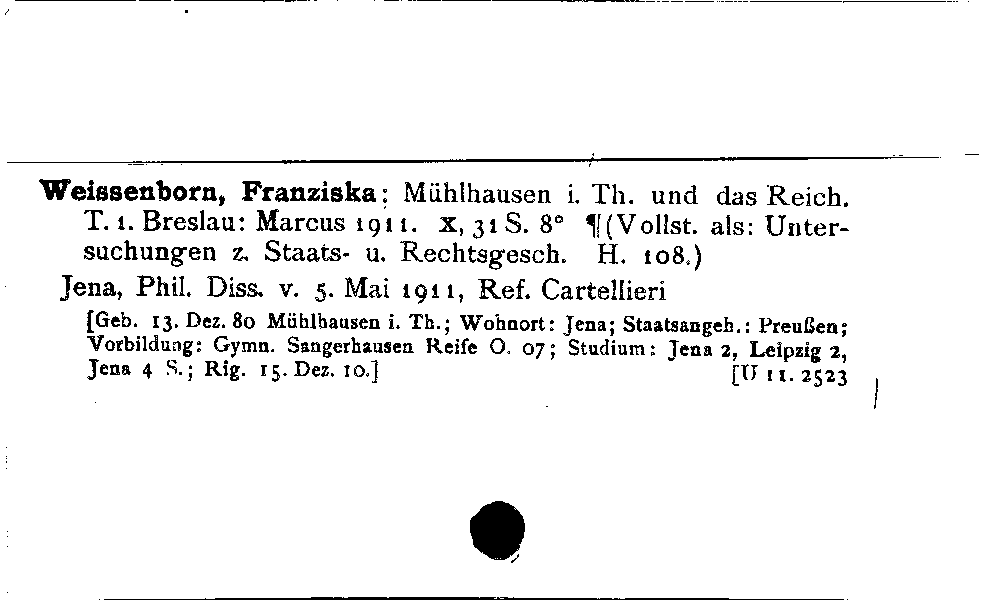 Weissenborn, Franziska: Mühlhausen i. Th. und das Reich.
T. 1. Breslau: Marcus 1911. X, 31 S. 8° ¶(Vollst. als: Unter-
suchungen z. Staats- u. Rechtsgesch. H. 108.)
Jena, Phil. Diss. v. 5. Mai 1911, Ref. Cartellieri
[Geb. 13. Dez. 80 Mühlhausen i. Th.; Wohnort: Jena; Staatsangeh.: Preußen;
Vorbildung: Gymn. Sangerhausen Reife O. 07; Studium: Jena 2, Leipzig 2,
Jena 4 S.; Rig. 15. Dez. 10.] [U 11. 2523